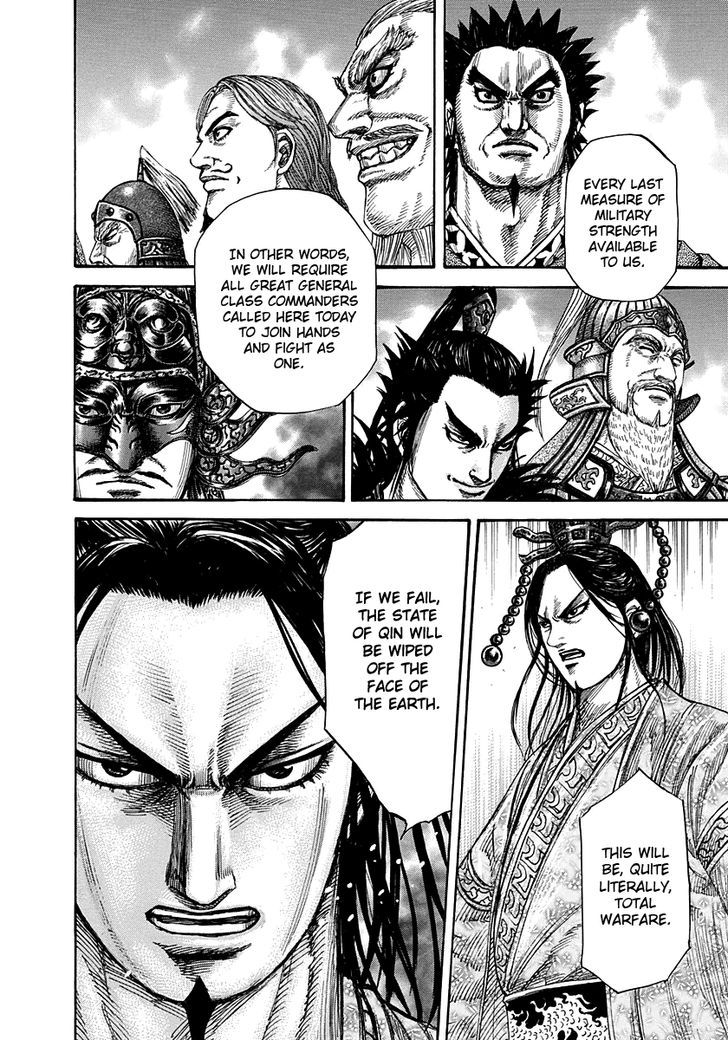 EVERY LAST
MEASURE OF
MILITARY
STRENGTH
AVAILABLE
TO US.
IN OTHER WORDS,
WE WILL REQUIRE
ALL GREAT GENERAL
CLASS COMMANDERS
CALLED HERE TODAY
TO JOIN HANDS
AND FIGHT AS
ONE.
THIS WILL
BE, QUITE
LITERALLY,
TOTAL
WARFARE.
IF WE FAIL,
THE STATE
OF QIN WILL
BE WIPED
OFF THE
FACE OF
THE EARTH.